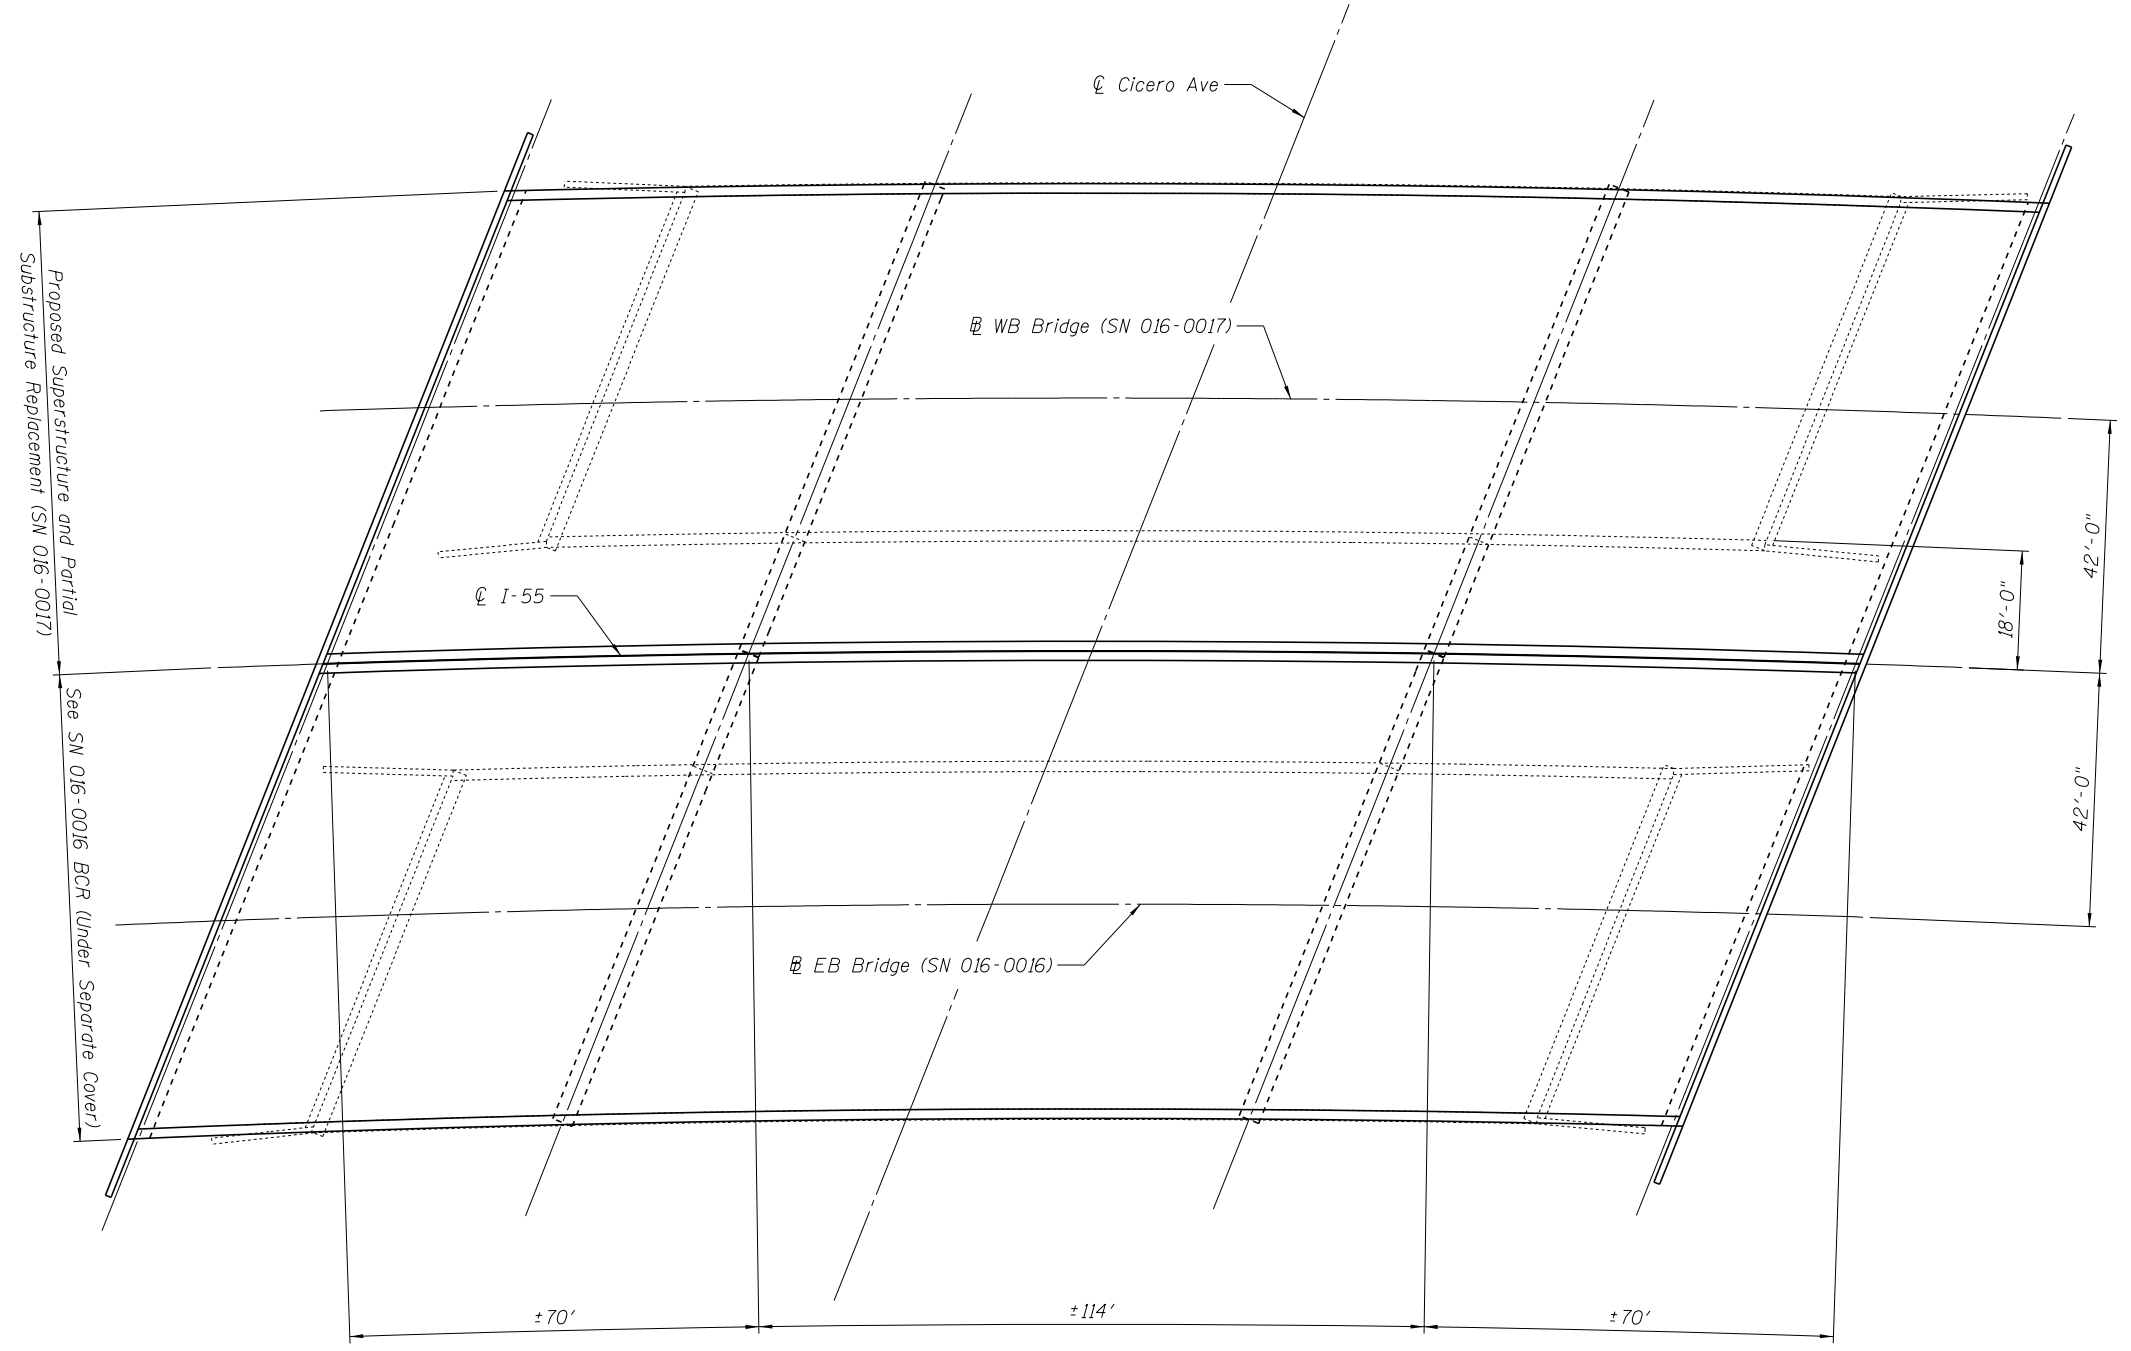 ℄ Cicero Ave
Proposed Superstructure and Partial
Substructure Replacement (SN 016-0017)
℄ WB Bridge (SN 016-0017)
42'-0"
18'-0"
℄ I-55
See SN 016-0016 BCR (Under Separate Cover)
42'-0"
EB Bridge (SN 016-0016)
±70'
±114'
±70'